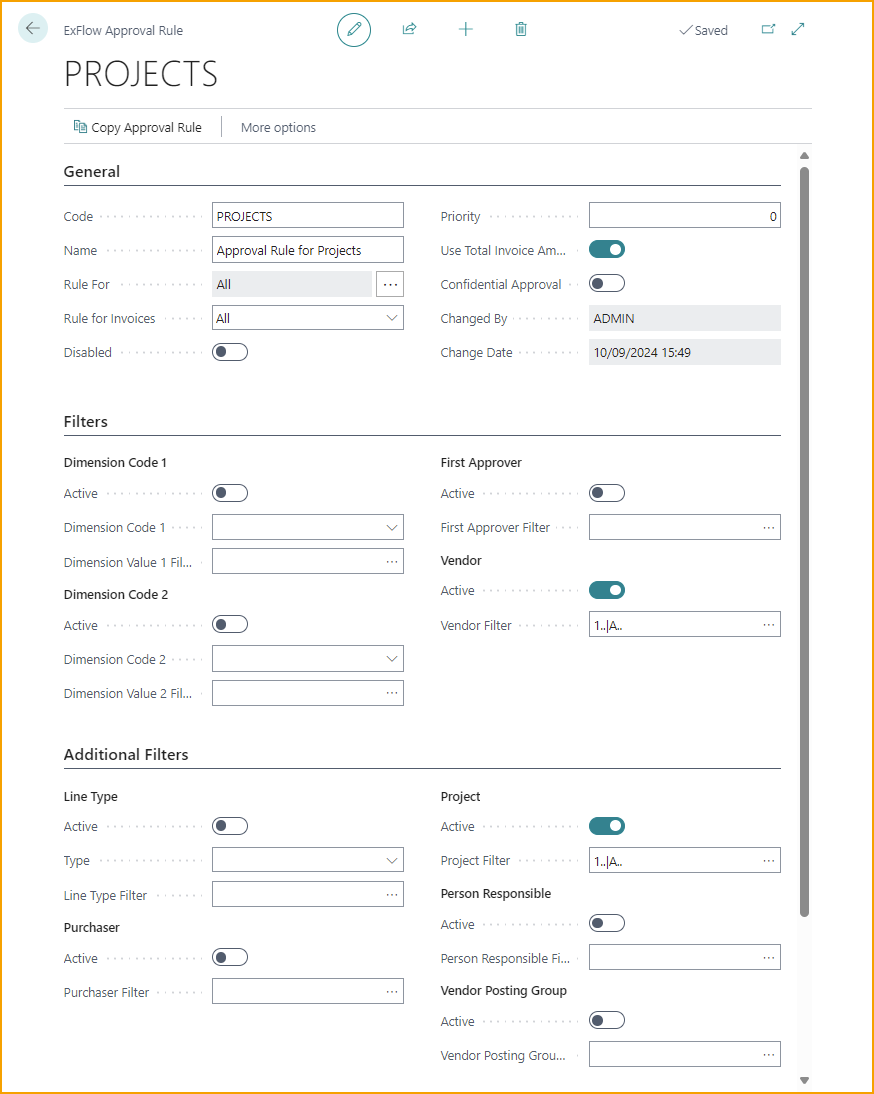 ExFlow Approval Rule
Saved
PROJECTS
Copy Approval Rule
More options
General
Code
PROJECTS
Name
Approval Rule for Projects
Rule For
All
Rule for Invoices
All
Disabled
Priority
0
Use Total Invoice Am...
Confidential Approval
Changed By
ADMIN
Change Date
10/09/2024 15:49
Filters
Dimension Code 1
Active
Dimension Code 1
Dimension Value 1 Fil...
Dimension Code 2
Active
Dimension Code 2
Dimension Value 2 Fil...
First Approver
Active
First Approver Filter
Vendor
Active
Vendor Filter
1..|A..
Additional Filters
Line Type
Active
Type
Line Type Filter
Purchaser
Active
Purchaser Filter
Project
Active
Project Filter
1..|A..
Person Responsible
Active
Person Responsible Fi...
Vendor Posting Group
Active
Vendor Posting Grou...